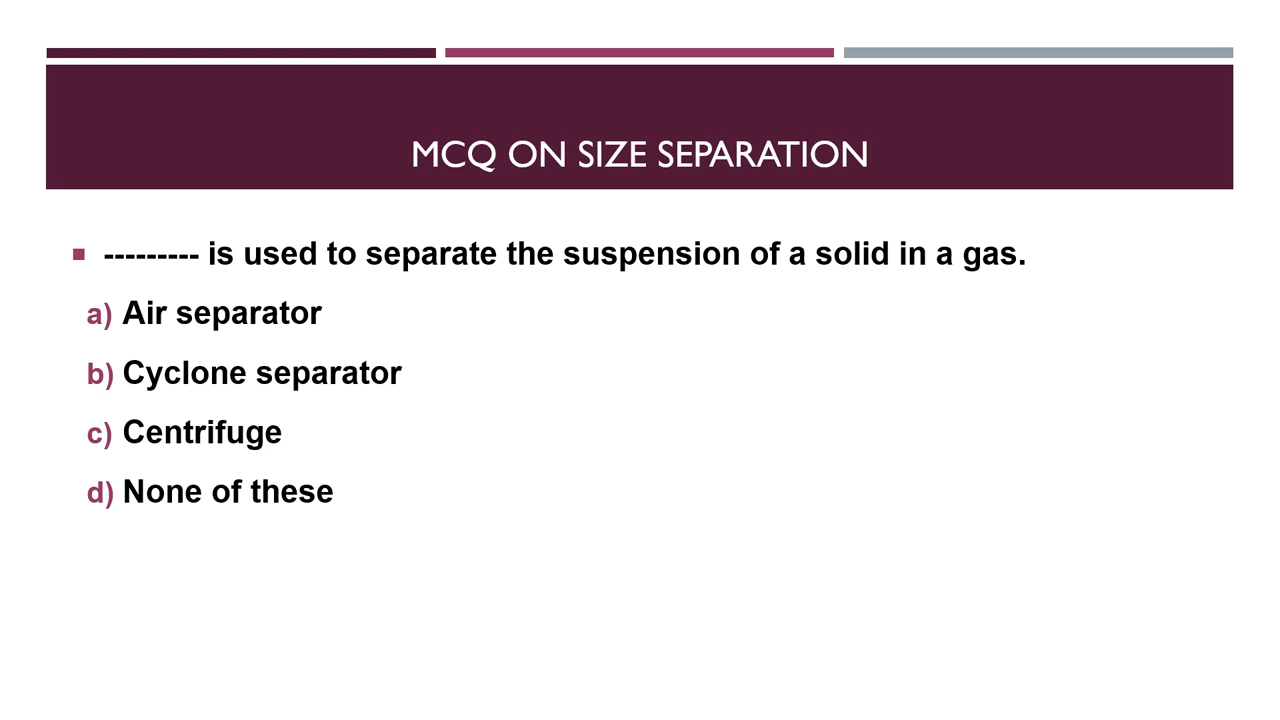 MCQ ON SIZE SEPARATION
--------- is used to separate the suspension of a solid in a gas.
a) Air separator
b) Cyclone separator
c) Centrifuge
d) None of these